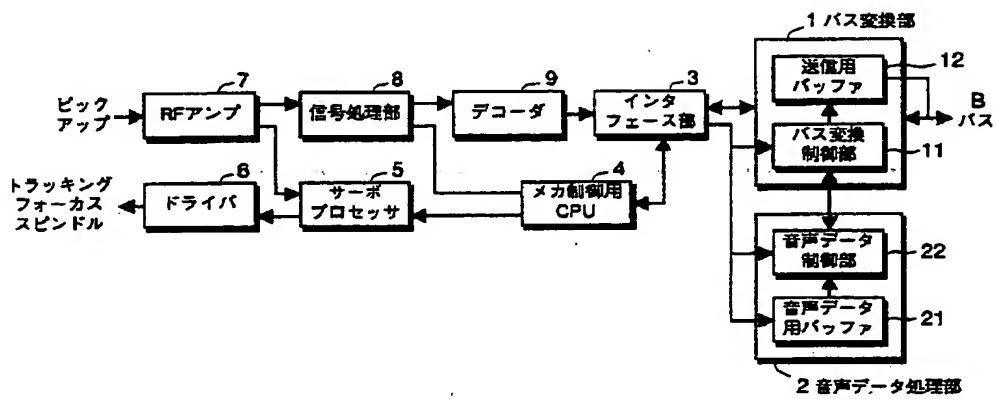 1 バス変換部
7
8
9
3
送信用
バッファ
12
B
バス
ピック
アップ
RFアンプ
信号処理部
デコーダ
インタ
フェース部
バス変換
制御部
11
6
5
4
トラッキング
フォーカス
スピンドル
ドライバ
サーボ
プロセッサ
メカ制御用
CPU
音声データ
制御部
22
音声データ
用バッファ
21
2 音声データ処理部